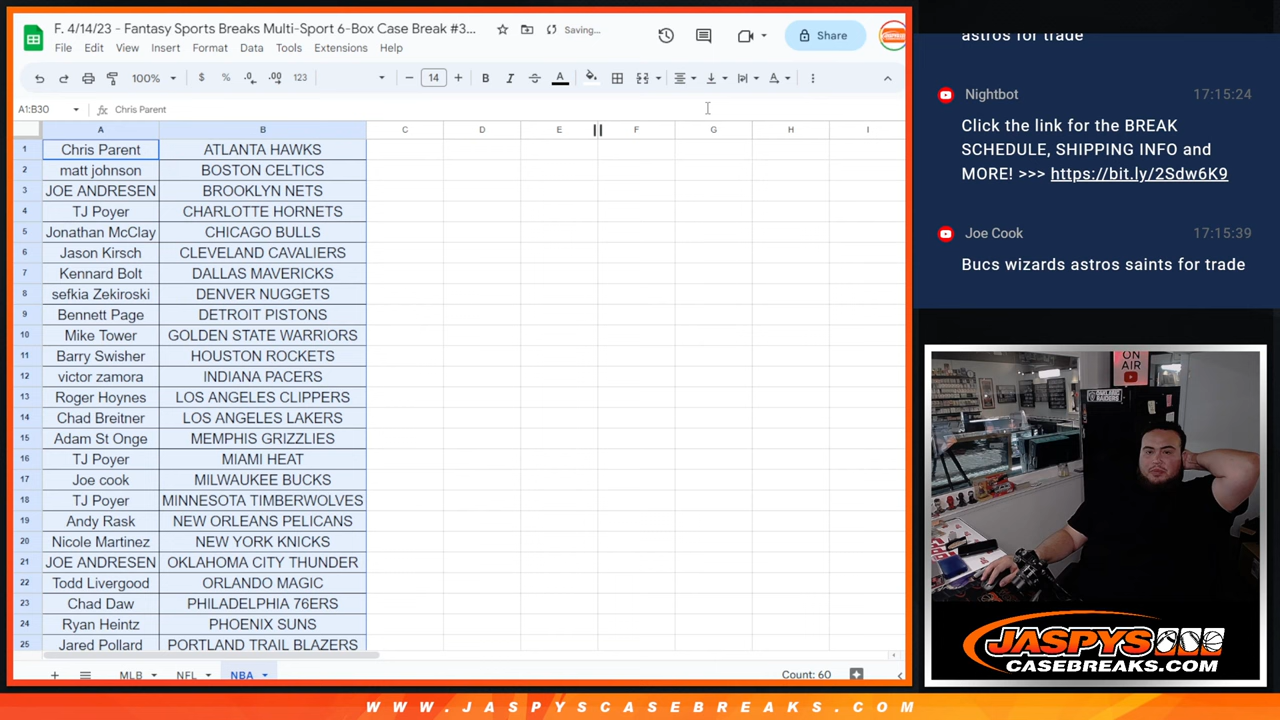 F. 4/14/23 - Fantasy Sports Breaks Multi-Sport 6-Box Case Break #3...
Saving...
Share
File Edit View Insert Format Data Tools Extensions Help
100% $ % .0 .00 123 14 B I A
A1:B30 fx Chris Parent
A B C D E F G H I
1 Chris Parent ATLANTA HAWKS
2 matt johnson BOSTON CELTICS
3 JOE ANDRESEN BROOKLYN NETS
4 TJ Poyer CHARLOTTE HORNETS
5 Jonathan McClay CHICAGO BULLS
6 Jason Kirsch CLEVELAND CAVALIERS
7 Kennard Bolt DALLAS MAVERICKS
8 sefkia Zekiroski DENVER NUGGETS
9 Bennett Page DETROIT PISTONS
10 Mike Tower GOLDEN STATE WARRIORS
11 Barry Swisher HOUSTON ROCKETS
12 victor zamora INDIANA PACERS
13 Roger Hoynes LOS ANGELES CLIPPERS
14 Chad Breitner LOS ANGELES LAKERS
15 Adam St Onge MEMPHIS GRIZZLIES
16 TJ Poyer MIAMI HEAT
17 Joe cook MILWAUKEE BUCKS
18 TJ Poyer MINNESOTA TIMBERWOLVES
19 Andy Rask NEW ORLEANS PELICANS
20 Nicole Martinez NEW YORK KNICKS
21 JOE ANDRESEN OKLAHOMA CITY THUNDER
22 Todd Livergood ORLANDO MAGIC
23 Chad Daw PHILADELPHIA 76ERS
24 Ryan Heintz PHOENIX SUNS
25 Jared Pollard PORTLAND TRAIL BLAZERS
MLB NFL NBA Count: 60
astros for trade
Nightbot 17:15:24
Click the link for the BREAK
SCHEDULE, SHIPPING INFO and
MORE! >>> https://bit.ly/2Sdw6K9
Joe Cook 17:15:39
Bucs wizards astros saints for trade
ON
AIR
JASPYS
CASEBREAKS.COM
WWW.JASPYSCASEBREAKS.COM